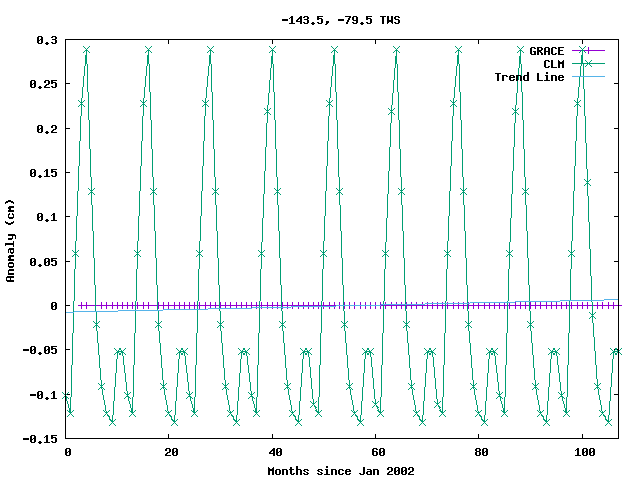 -143.5, -79.5 TWS
GRACE
CLM
Trend Line
0.3
0.25
0.2
0.15
0.1
0.05
0
-0.05
-0.1
-0.15
Anomaly (cm)
0 20 40 60 80 100
Months since Jan 2002